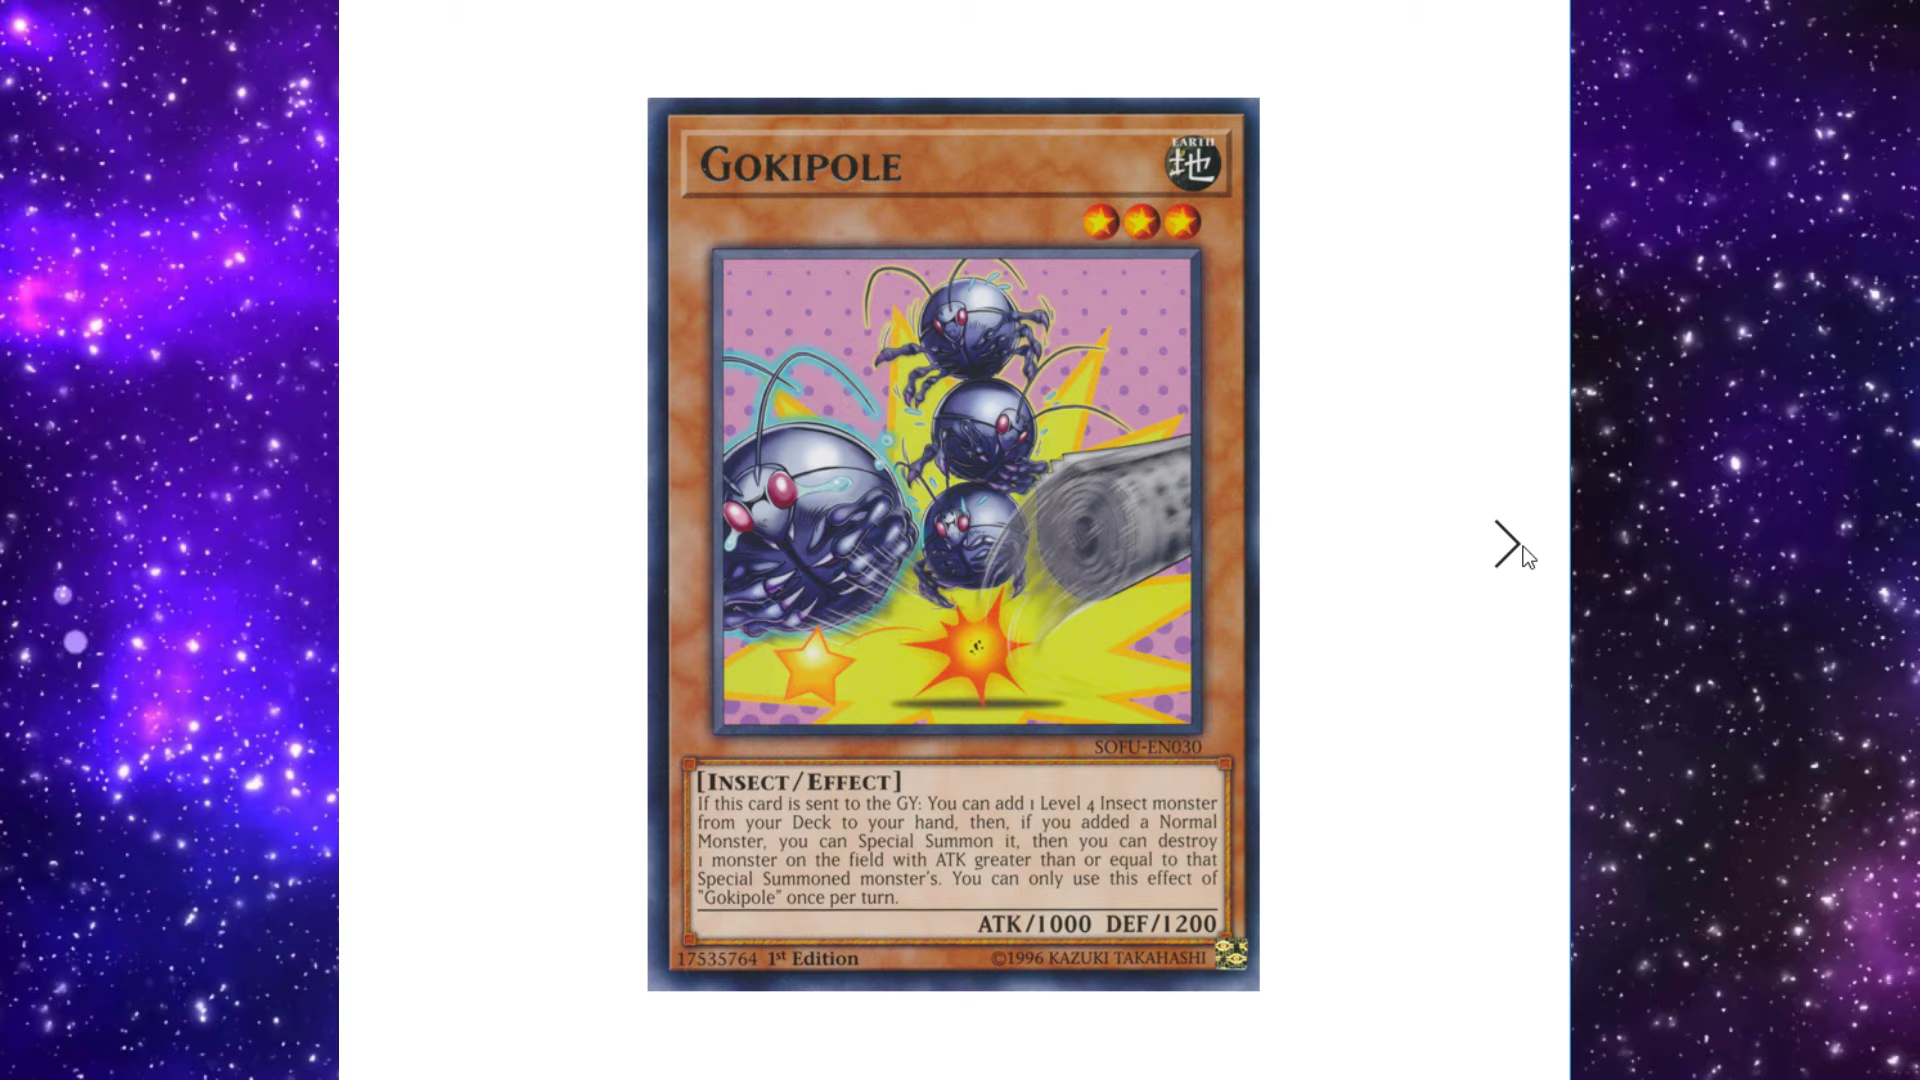 GOKIPOLE
EARTH
地
SOFU-EN030
[INSECT/EFFECT]
If this card is sent to the GY: You can add 1 Level 4 Insect monster
from your Deck to your hand, then, if you added a Normal
Monster, you can Special Summon it, then you can destroy
1 monster on the field with ATK greater than or equal to that
Special Summoned monster's. You can only use this effect of
"Gokipole" once per turn.
ATK/1000 DEF/1200
17535764 1st Edition ©1996 KAZUKI TAKAHASHI